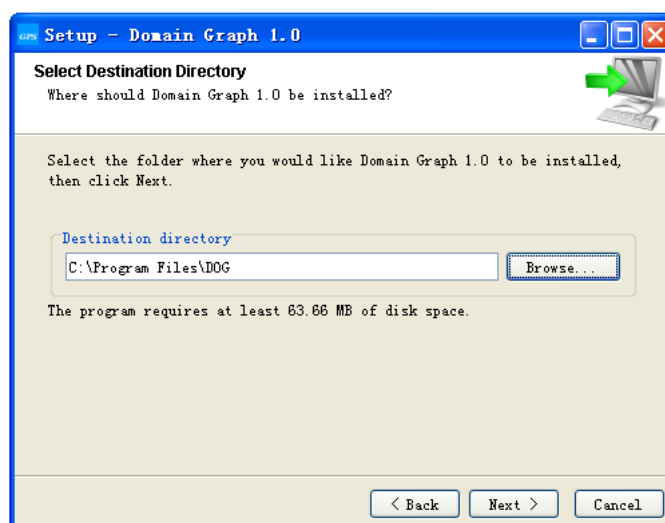 GPS Setup - Domain Graph 1.0
Select Destination Directory
Where should Domain Graph 1.0 be installed?
Select the folder where you would like Domain Graph 1.0 to be installed,
then click Next.
Destination directory
C:\Program Files\DOG
Browse...
The program requires at least 63.66 MB of disk space.
< Back
Next >
Cancel